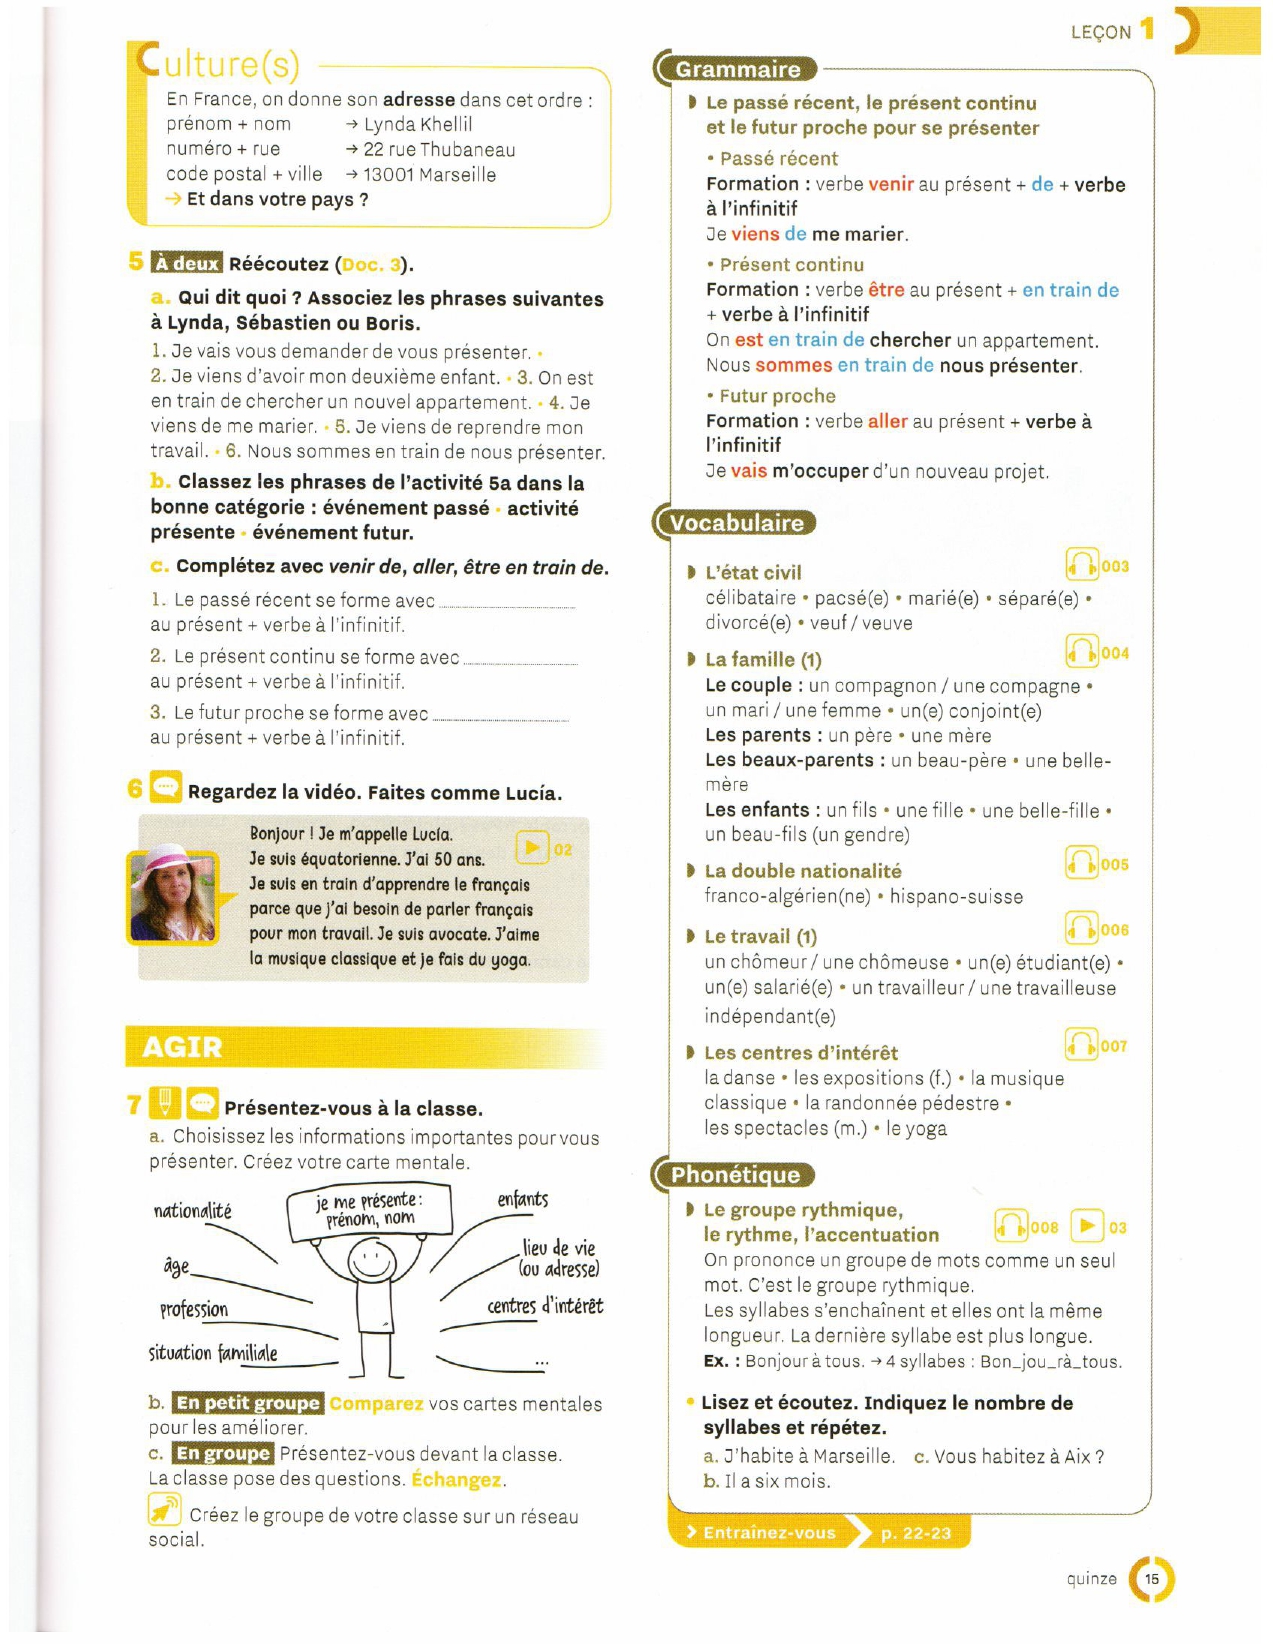 LEÇON 1
Culture(s)
En France, on donne son adresse dans cet ordre :
prénom + nom → Lynda Khellil
numéro + rue → 22 rue Thubaneau
code postal + ville → 13001 Marseille
→ Et dans votre pays ?
5 À deux Réécoutez (Doc. 3).
a. Qui dit quoi ? Associez les phrases suivantes
à Lynda, Sébastien ou Boris.
1. Je vais vous demander de vous présenter. •
2. Je viens d'avoir mon deuxième enfant. • 3. On est
en train de chercher un nouvel appartement. • 4. Je
viens de me marier. • 5. Je viens de reprendre mon
travail. • 6. Nous sommes en train de nous présenter.
b. Classez les phrases de l'activité 5a dans la
bonne catégorie : événement passé • activité
présente • événement futur.
c. Complétez avec venir de, aller, être en train de.
1. Le passé récent se forme avec
au présent + verbe à l'infinitif.
2. Le présent continu se forme avec
au présent + verbe à l'infinitif.
3. Le futur proche se forme avec
au présent + verbe à l'infinitif.
6 Regardez la vidéo. Faites comme Lucía.
Bonjour ! Je m'appelle Lucía.
02
Je suis équatorienne. J'ai 50 ans.
Je suis en train d'apprendre le français
parce que j'ai besoin de parler français
pour mon travail. Je suis avocate. J'aime
la musique classique et je fais du yoga.
AGIR
7 Présentez-vous à la classe.
a. Choisissez les informations importantes pour vous
présenter. Créez votre carte mentale.
je me présente :
prénom, nom
nationalité
âge
profession
situation familiale
enfants
lieu de vie
(ou adresse)
centres d'intérêt
...
b. En petit groupe Comparez vos cartes mentales
pour les améliorer.
c. En groupe Présentez-vous devant la classe.
La classe pose des questions. Échangez.
Créez le groupe de votre classe sur un réseau
social.
Grammaire
Le passé récent, le présent continu
et le futur proche pour se présenter
• Passé récent
Formation : verbe venir au présent + de + verbe
à l'infinitif
Je viens de me marier.
• Présent continu
Formation : verbe être au présent + en train de
+ verbe à l'infinitif
On est en train de chercher un appartement.
Nous sommes en train de nous présenter.
• Futur proche
Formation : verbe aller au présent + verbe à
l'infinitif
Je vais m'occuper d'un nouveau projet.
Vocabulaire
L'état civil 003
célibataire • pacsé(e) • marié(e) • séparé(e) •
divorcé(e) • veuf / veuve
La famille (1) 004
Le couple : un compagnon / une compagne •
un mari / une femme • un(e) conjoint(e)
Les parents : un père • une mère
Les beaux-parents : un beau-père • une belle-
mère
Les enfants : un fils • une fille • une belle-fille •
un beau-fils (un gendre)
La double nationalité 005
franco-algérien(ne) • hispano-suisse
Le travail (1) 006
un chômeur / une chômeuse • un(e) étudiant(e) •
un(e) salarié(e) • un travailleur / une travailleuse
indépendant(e)
Les centres d'intérêt 007
la danse • les expositions (f.) • la musique
classique • la randonnée pédestre •
les spectacles (m.) • le yoga
Phonétique
Le groupe rythmique,
le rythme, l'accentuation 008 03
On prononce un groupe de mots comme un seul
mot. C'est le groupe rythmique.
Les syllabes s'enchaînent et elles ont la même
longueur. La dernière syllabe est plus longue.
Ex. : Bonjour à tous. → 4 syllabes : Bon_jou_rà_tous.
• Lisez et écoutez. Indiquez le nombre de
syllabes et répétez.
a. J'habite à Marseille. c. Vous habitez à Aix ?
b. Il a six mois.
Entraînez-vous p. 22-23
quinze 15